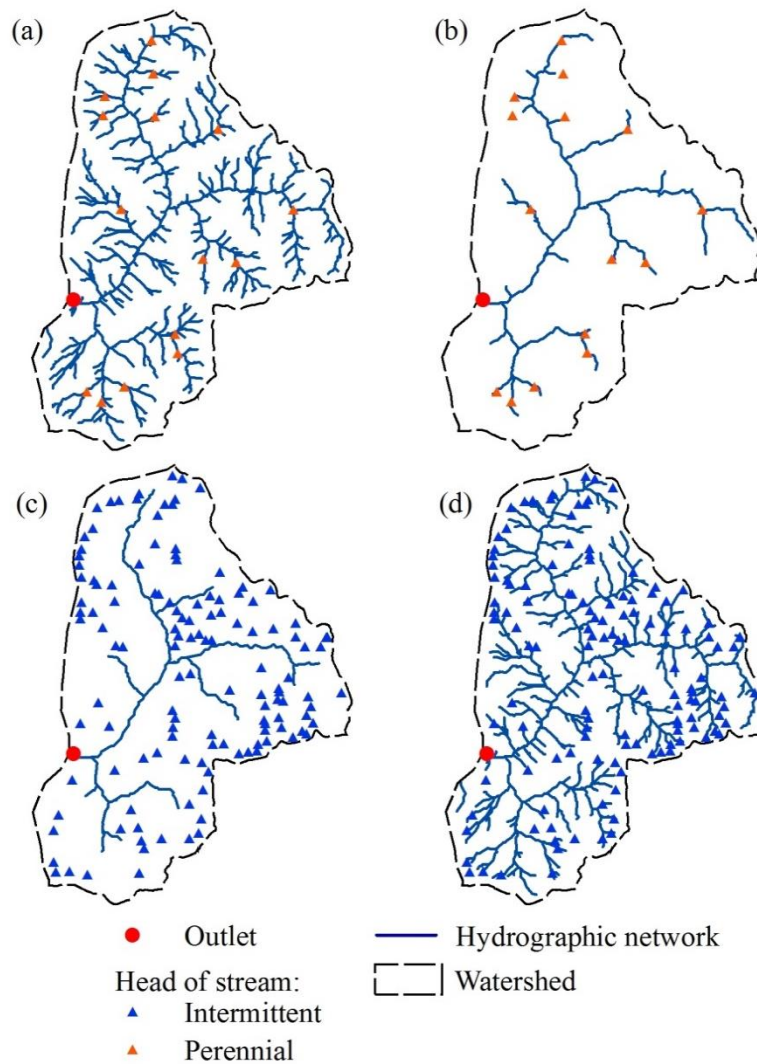 (a)
(b)
(c)
(d)
Outlet
Hydrographic network
Head of stream:
Watershed
Intermittent
Perennial